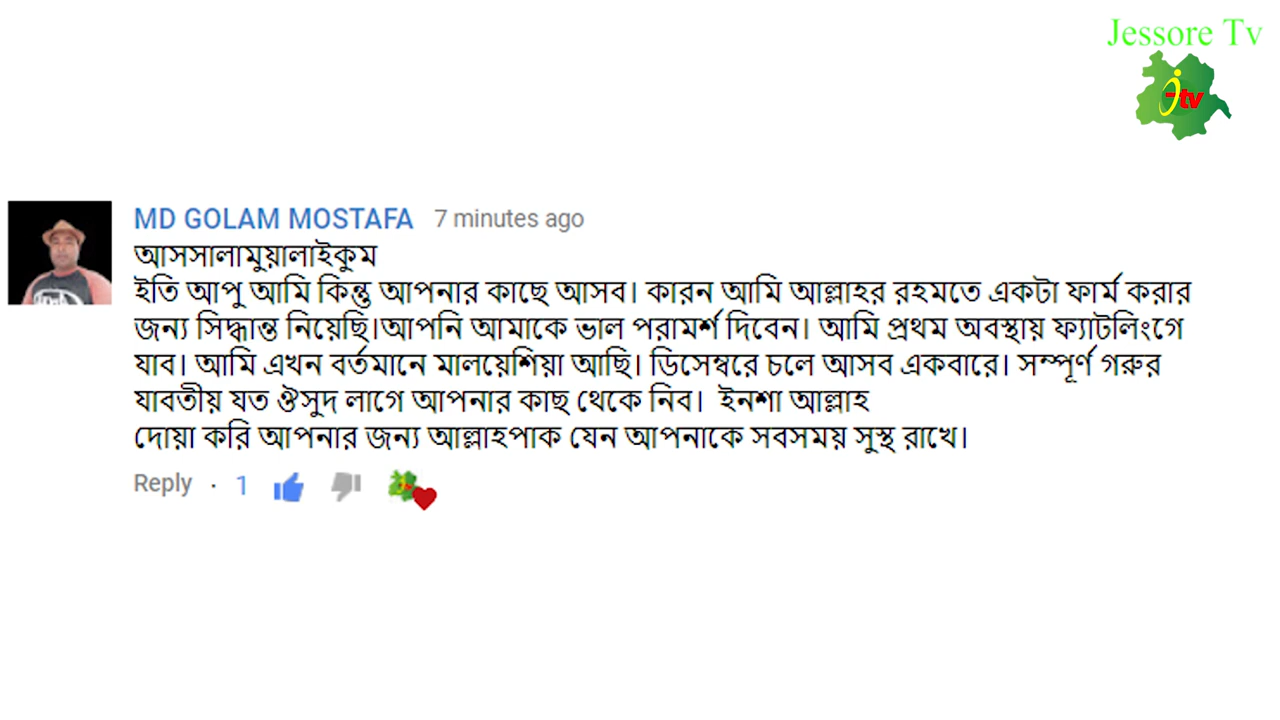 Jessore Tv
jtv
MD GOLAM MOSTAFA 7 minutes ago
আসসালামুয়ালাইকুম
ইতি আপু আমি কিন্তু আপনার কাছে আসব। কারন আমি আল্লাহর রহমতে একটা ফার্ম করার
জন্য সিদ্ধান্ত নিয়েছি।আপনি আমাকে ভাল পরামর্শ দিবেন। আমি প্রথম অবস্থায় ফ্যাটলিংগে
যাব। আমি এখন বর্তমানে মালয়েশিয়া আছি। ডিসেম্বরে চলে আসব একবারে। সম্পূর্ণ গরুর
যাবতীয় যত ঔসুদ লাগে আপনার কাছ থেকে নিব। ইনশা আল্লাহ
দোয়া করি আপনার জন্য আল্লাহপাক যেন আপনাকে সবসময় সুস্থ রাখে।
Reply · 1